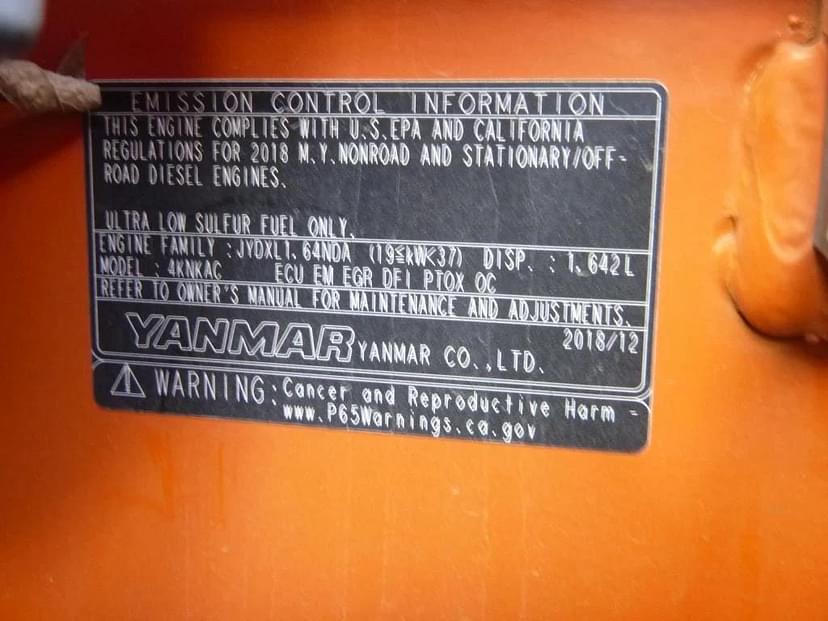 EMISSION CONTROL INFORMATION
THIS ENGINE COMPLIES WITH U.S.EPA AND CALIFORNIA
REGULATIONS FOR 2018 M.Y.NONROAD AND STATIONARY/OFF-
ROAD DIESEL ENGINES.
ULTRA LOW SULFUR FUEL ONLY.
ENGINE FAMILY :JYDXL1.64NDA (19≦kW<37) DISP. : 1.642L
MODEL : 4KNKAC ECU EM EGR DFI PTOX OC
REFER TO OWNER'S MANUAL FOR MAINTENANCE AND ADJUSTMENTS.
2018/12
YANMAR YANMAR CO.,LTD.
⚠ WARNING:Cancer and Reproductive Harm -
www.P65Warnings.ca.gov